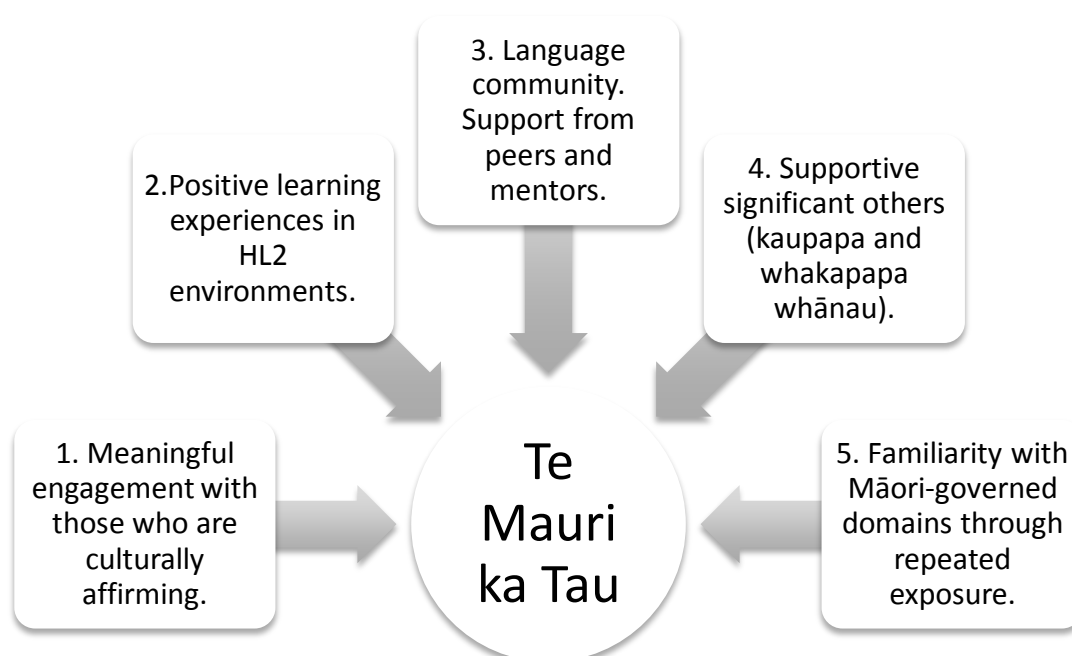 1. Meaningful
engagement with
those who are
culturally
affirming.
2.Positive learning
experiences in
HL2
environments.
3. Language
community.
Support from
peers and
mentors.
4. Supportive
significant others
(kaupapa and
whakapapa
whānau).
5. Familiarity with
Māori-governed
domains through
repeated
exposure.
Te
Mauri
ka Tau